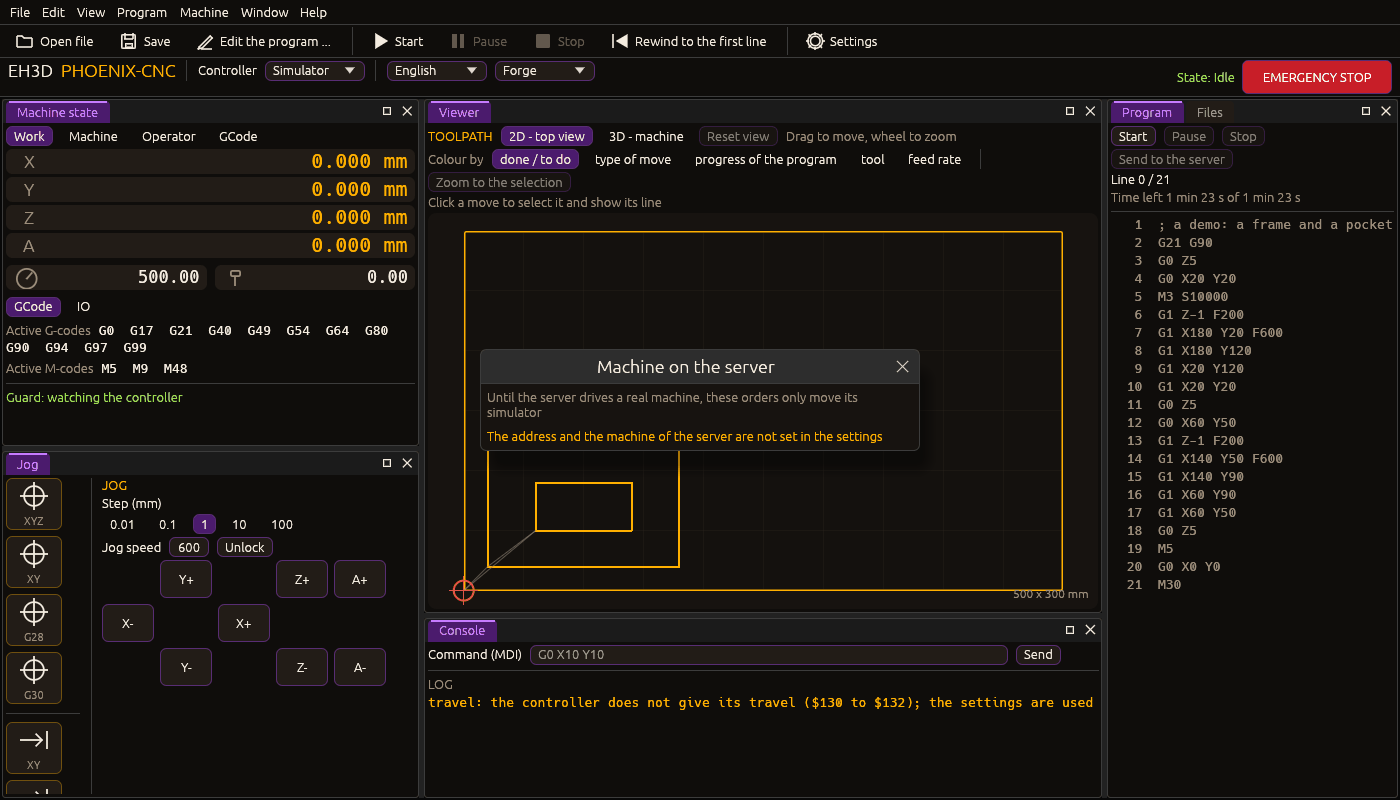 File Edit View Program Machine Window Help
Open file Save Edit the program ... Start Pause Stop Rewind to the first line Settings
EH3D PHOENIX-CNC Controller Simulator English Forge State: Idle EMERGENCY STOP
Machine state
Work Machine Operator GCode
X 0.000 mm
Y 0.000 mm
Z 0.000 mm
A 0.000 mm
500.00 0.00
GCode IO
Active G-codes G0 G17 G21 G40 G49 G54 G64 G80
G90 G94 G97 G99
Active M-codes M5 M9 M48
Guard: watching the controller
Jog
XYZ
XY
G28
G30
XY
JOG
Step (mm)
0.01 0.1 1 10 100
Jog speed 600 Unlock
Y+ Z+ A+
X- X+
Y- Z- A-
Viewer
TOOLPATH 2D - top view 3D - machine Reset view Drag to move, wheel to zoom
Colour by done / to do type of move progress of the program tool feed rate
Zoom to the selection
Click a move to select it and show its line
Machine on the server
Until the server drives a real machine, these orders only move its
simulator
The address and the machine of the server are not set in the settings
500 x 300 mm
Console
Command (MDI) G0 X10 Y10 Send
LOG
travel: the controller does not give its travel ($130 to $132); the settings are used
Program Files
Start Pause Stop
Send to the server
Line 0 / 21
Time left 1 min 23 s of 1 min 23 s
1 ; a demo: a frame and a pocket
2 G21 G90
3 G0 Z5
4 G0 X20 Y20
5 M3 S10000
6 G1 Z-1 F200
7 G1 X180 Y20 F600
8 G1 X180 Y120
9 G1 X20 Y120
10 G1 X20 Y20
11 G0 Z5
12 G0 X60 Y50
13 G1 Z-1 F200
14 G1 X140 Y50 F600
15 G1 X140 Y90
16 G1 X60 Y90
17 G1 X60 Y50
18 G0 Z5
19 M5
20 G0 X0 Y0
21 M30